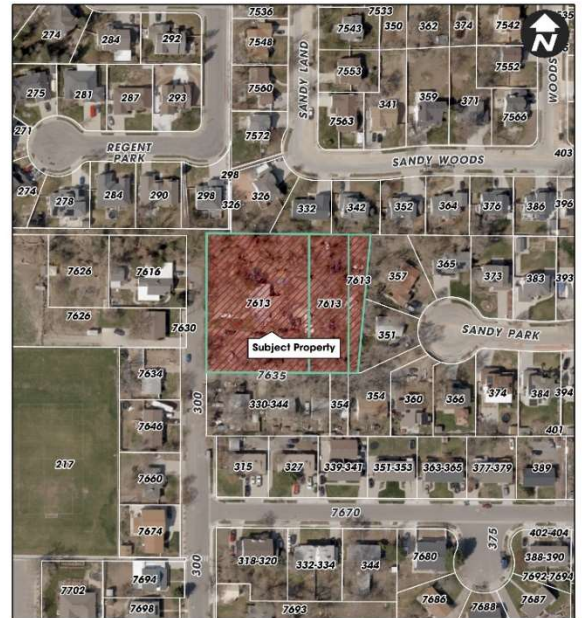 7536 7533
274 284 292 7548 7543 350 362 374 7542 535
SANDY LAND
7552 N
275 281 287 293 7560 7553 341 359 371 WOODS
7563 7566
271 REGENT PARK 7572
SANDY WOODS 403
274 278 284 290 298 298 326 326 332 342 352 364 376 386 396
7626 7616 7613 7613 7613 357 365 373 383 393
7626 7630 351 SANDY PARK
Subject Property
7634 300 7635
330-344 354 354 360 366 374 384 394
7646 401
217 7660 315 327 339-341 351-353 363-365 377-379 389
7674 7670
300 375 402-404
318-320 332-334 344 7680 388-390
7702 7694 7692-7694
7698 7693 7686 7688 7687